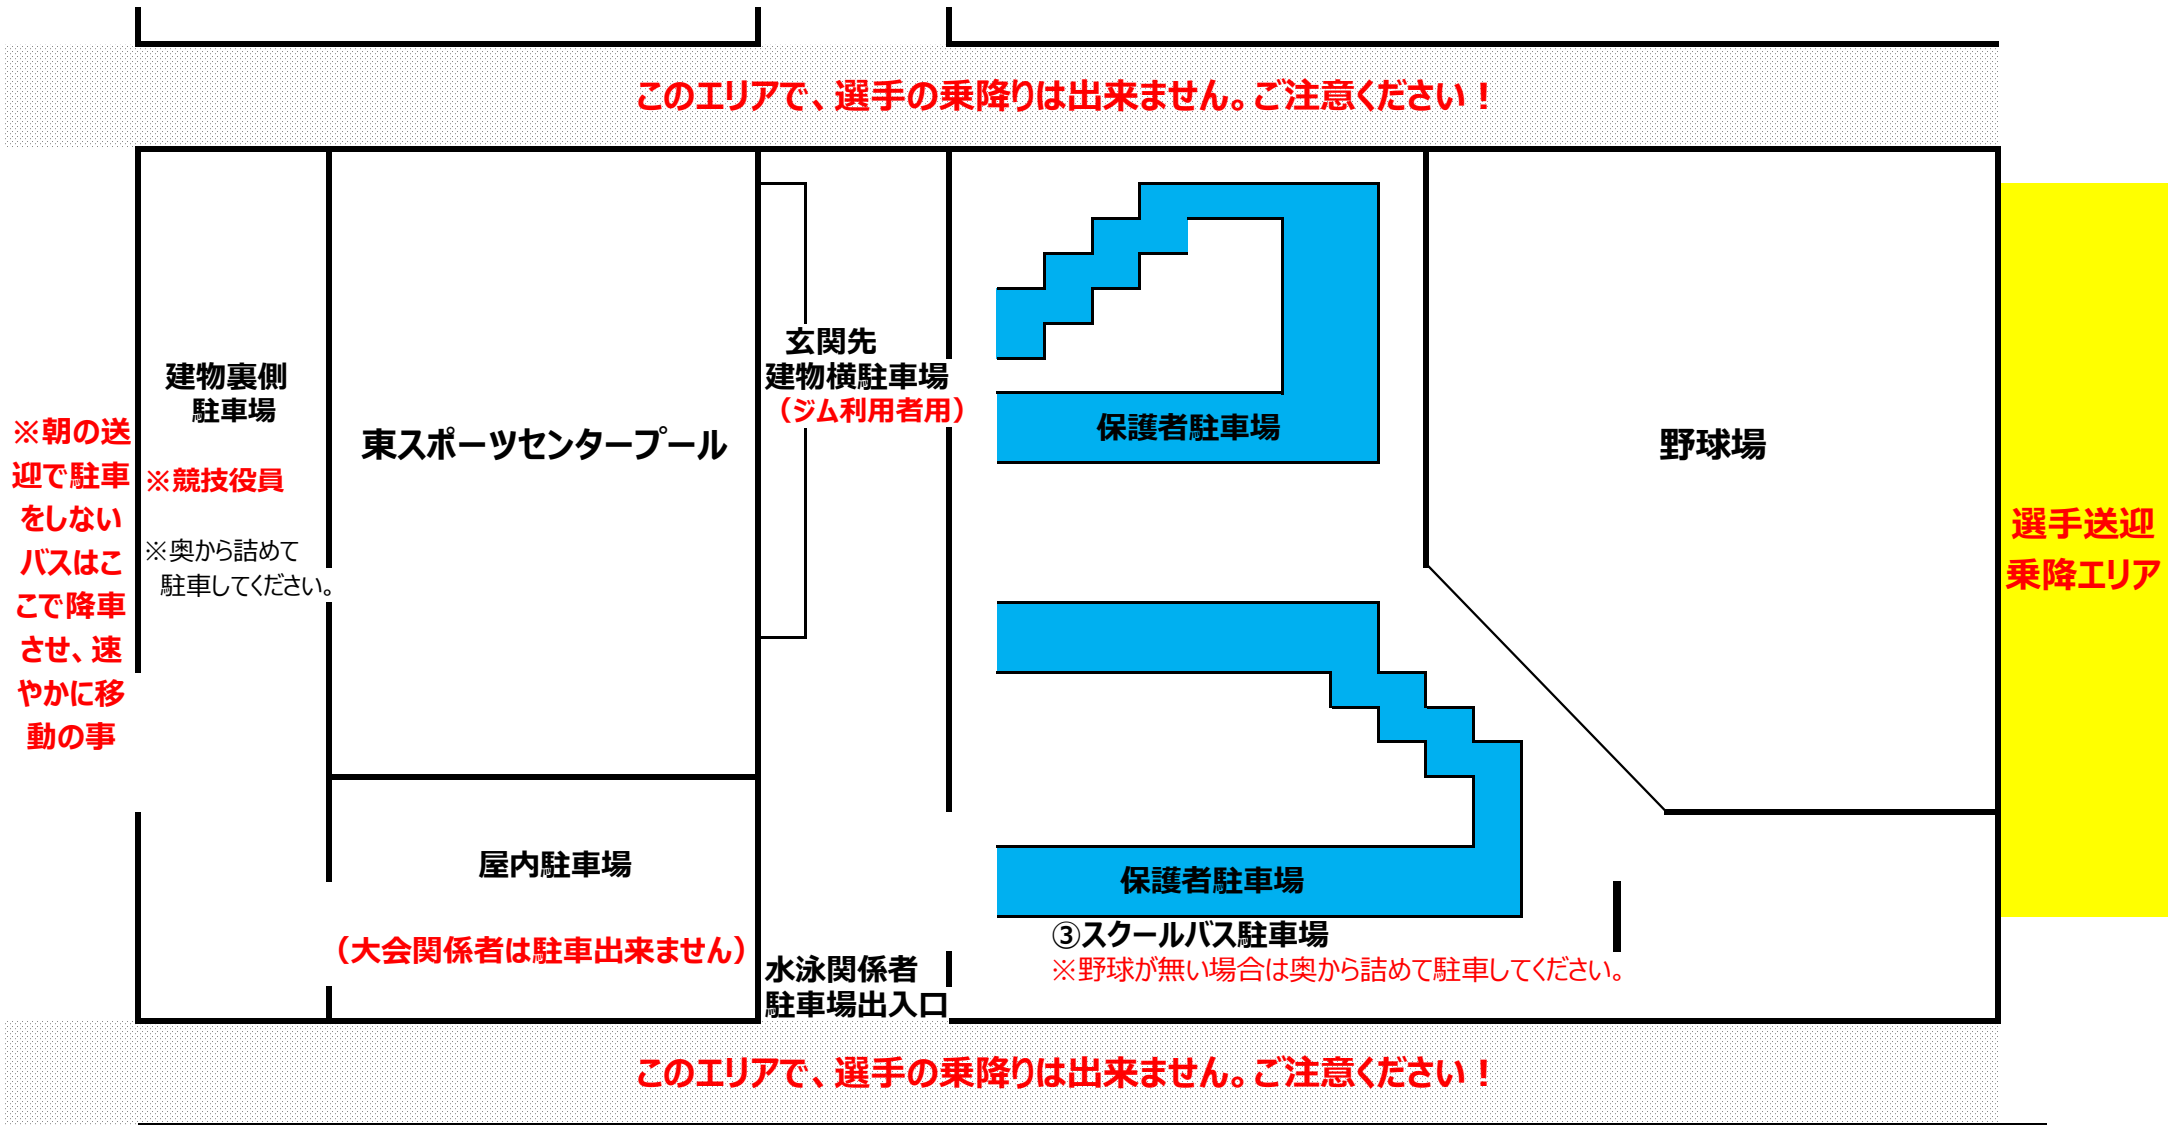 このエリアで、選手の乗降りは出来ません。ご注意ください！
※朝の送
迎で駐車
をしない
バスはこ
こで降車
させ、速
やかに移
動の事
建物裏側
駐車場
※競技役員
※奥から詰めて
駐車してください。
東スポーツセンタープール
玄関先
建物横駐車場
（ジム利用者用）
保護者駐車場
野球場
選手送迎
乗降エリア
屋内駐車場
（大会関係者は駐車出来ません）
水泳関係者
駐車場出入口
保護者駐車場
③スクールバス駐車場
※野球が無い場合は奥から詰めて駐車してください。
このエリアで、選手の乗降りは出来ません。ご注意ください！